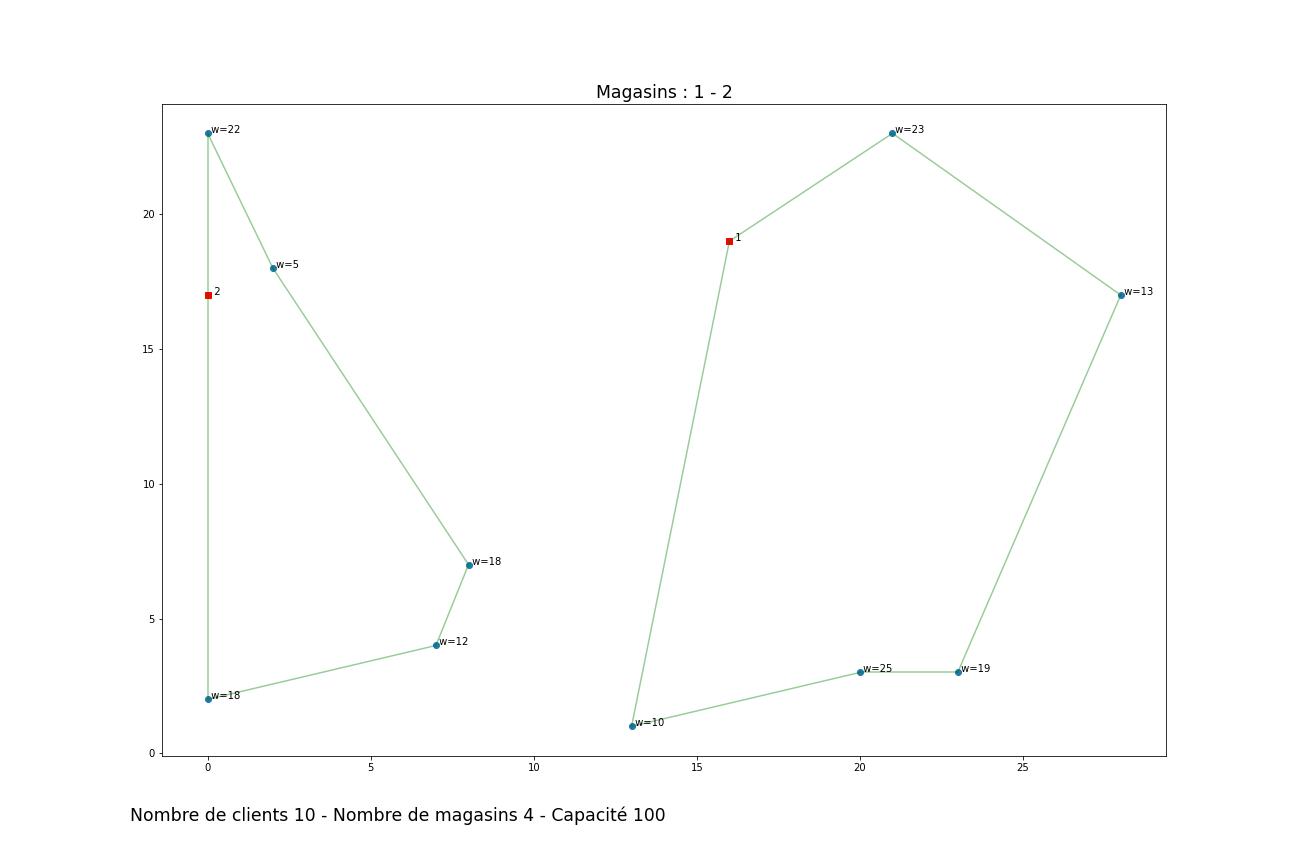 Magasins : 1 - 2
w=22
w=23
1
20
w=5
2
w=13
15
10
w=18
5
w=12
w=25
w=19
w=18
w=10
0
0
5
10
15
20
25
Nombre de clients 10 - Nombre de magasins 4 - Capacité 100